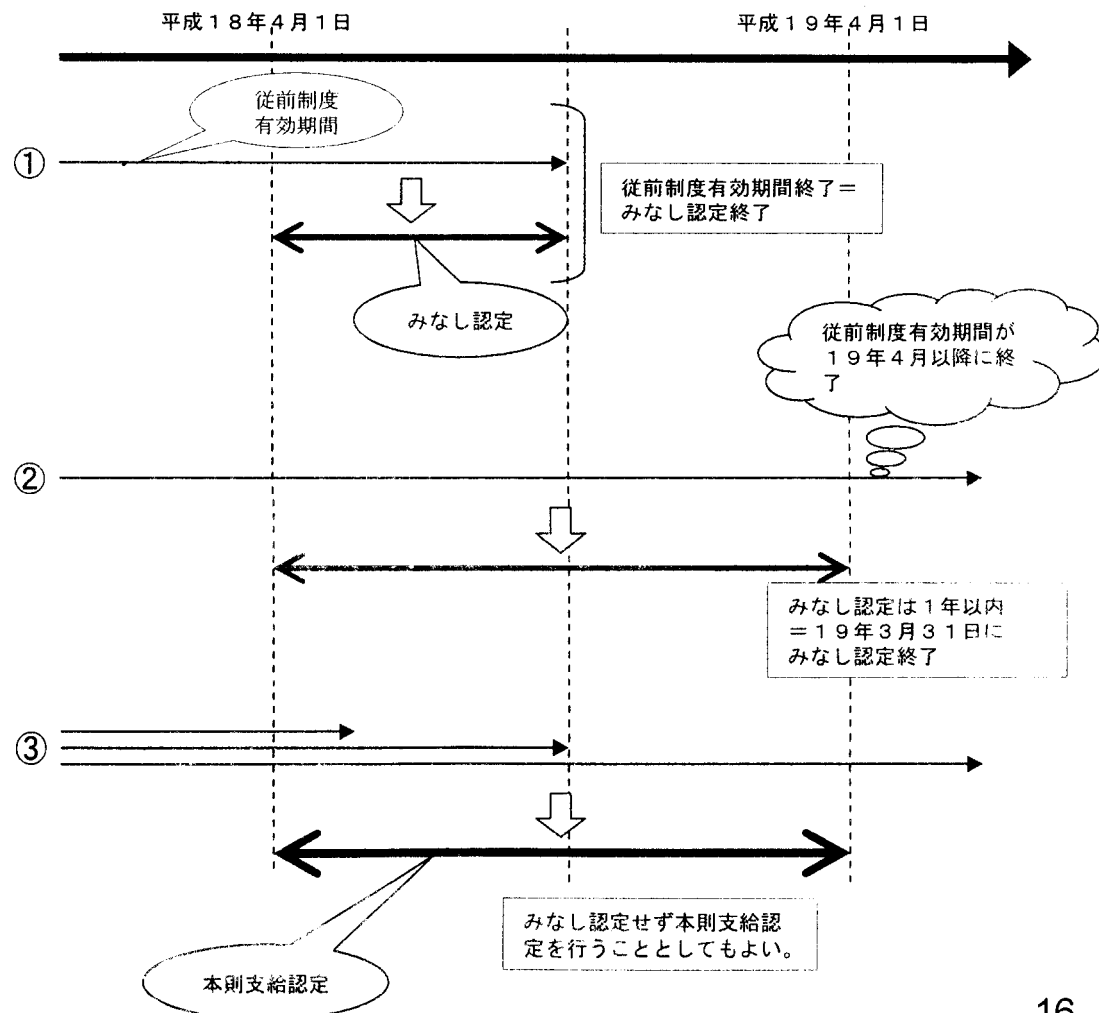 平成１８年４月１日
平成１９年４月１日
従前制度
有効期間
①
従前制度有効期間終了＝
みなし認定終了
みなし認定
従前制度有効期間が
１９年４月以降に終
了
②
みなし認定は１年以内
＝１９年３月３１日に
みなし認定終了
③
みなし認定せず本則支給認
定を行うこととしてもよい。
本則支給認定
16